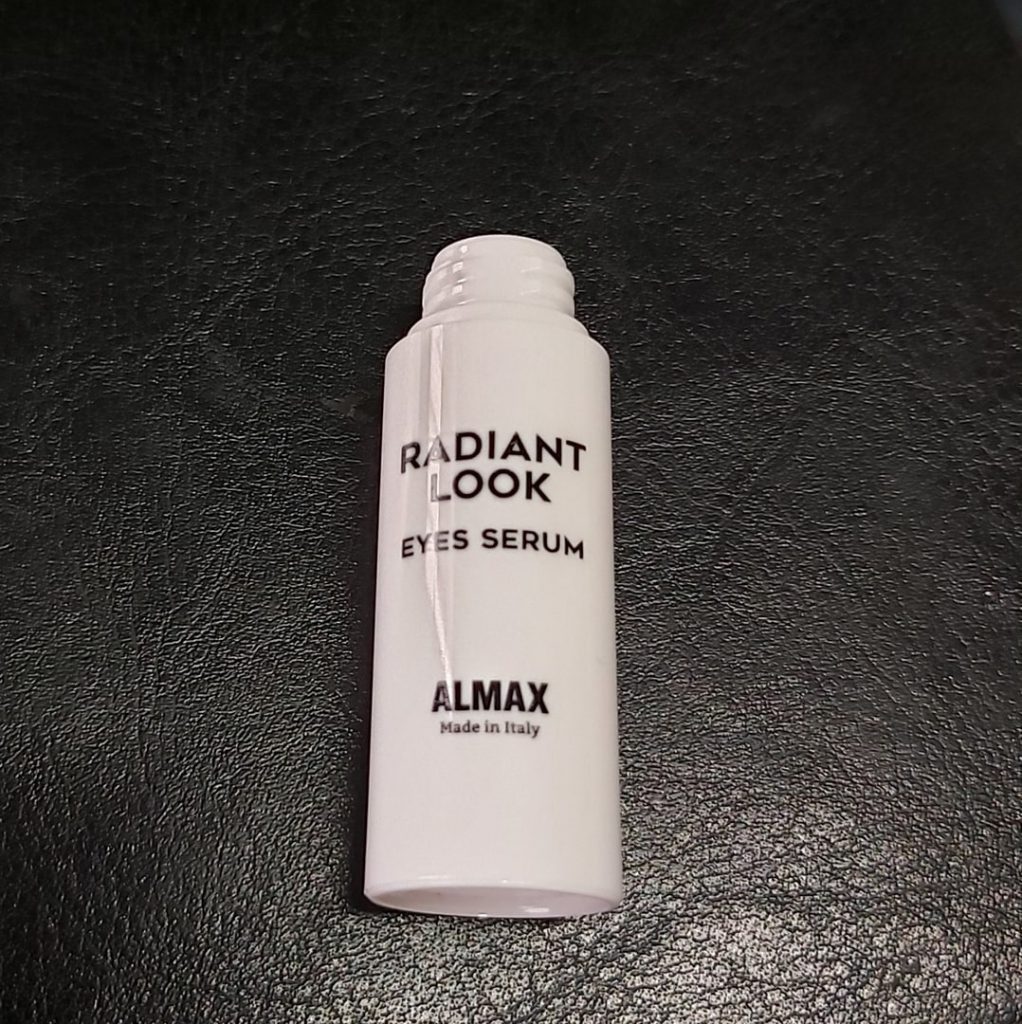 RADIANT
LOOK
EYES SERUM
ALMAX
Made in Italy